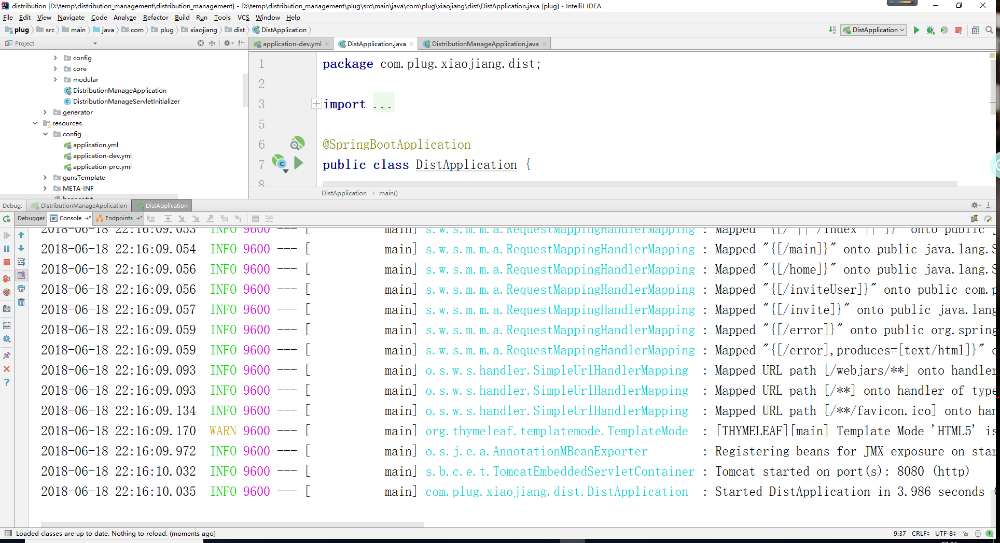 distribution [D:\temp\distribution_management\distribution_management] - D:\temp\distribution_management\plug\src\main\java\com\plug\xiaojiang\dist\DistApplication.java [plug] - IntelliJ IDEA
File Edit View Navigate Code Analyze Refactor Build Run Tools VCS Window Help
plug src main java com plug xiaojiang dist DistApplication
DistApplication
Project
application-dev.yml DistApplication.java DistributionManageApplication.java
config
core
modular
DistributionManageApplication
DistributionManageServletInitializer
generator
resources
config
application.yml
application-dev.yml
application-pro.yml
gunsTemplate
META-INF
banner.txt
1 package com.plug.xiaojiang.dist;
2
3 import ...
5
6 @SpringBootApplication
7 public class DistApplication {
8
DistApplication › main()
Debug: DistributionManageApplication DistApplication
Debugger Console Endpoints
2018-06-18 22:16:09.053 INFO 9600 --- [ main] s.w.s.m.m.a.RequestMappingHandlerMapping : Mapped "{[/ || /index || ]}" onto public j
2018-06-18 22:16:09.054 INFO 9600 --- [ main] s.w.s.m.m.a.RequestMappingHandlerMapping : Mapped "{[/main]}" onto public java.lang.S
2018-06-18 22:16:09.056 INFO 9600 --- [ main] s.w.s.m.m.a.RequestMappingHandlerMapping : Mapped "{[/home]}" onto public java.lang.S
2018-06-18 22:16:09.056 INFO 9600 --- [ main] s.w.s.m.m.a.RequestMappingHandlerMapping : Mapped "{[/inviteUser]}" onto public com.p
2018-06-18 22:16:09.057 INFO 9600 --- [ main] s.w.s.m.m.a.RequestMappingHandlerMapping : Mapped "{[/invite]}" onto public java.lang
2018-06-18 22:16:09.059 INFO 9600 --- [ main] s.w.s.m.m.a.RequestMappingHandlerMapping : Mapped "{[/error]}" onto public org.spring
2018-06-18 22:16:09.059 INFO 9600 --- [ main] s.w.s.m.m.a.RequestMappingHandlerMapping : Mapped "{[/error],produces=[text/html]}" o
2018-06-18 22:16:09.093 INFO 9600 --- [ main] o.s.w.s.handler.SimpleUrlHandlerMapping : Mapped URL path [/webjars/**] onto handler
2018-06-18 22:16:09.093 INFO 9600 --- [ main] o.s.w.s.handler.SimpleUrlHandlerMapping : Mapped URL path [/**] onto handler of type
2018-06-18 22:16:09.134 INFO 9600 --- [ main] o.s.w.s.handler.SimpleUrlHandlerMapping : Mapped URL path [/**/favicon.ico] onto han
2018-06-18 22:16:09.170 WARN 9600 --- [ main] org.thymeleaf.templatemode.TemplateMode : [THYMELEAF][main] Template Mode 'HTML5' is
2018-06-18 22:16:09.972 INFO 9600 --- [ main] o.s.j.e.a.AnnotationMBeanExporter : Registering beans for JMX exposure on star
2018-06-18 22:16:10.032 INFO 9600 --- [ main] s.b.c.e.t.TomcatEmbeddedServletContainer : Tomcat started on port(s): 8080 (http)
2018-06-18 22:16:10.035 INFO 9600 --- [ main] com.plug.xiaojiang.dist.DistApplication : Started DistApplication in 3.986 seconds (
Loaded classes are up to date. Nothing to reload. (moments ago)
9:37 CRLF UTF-8 1